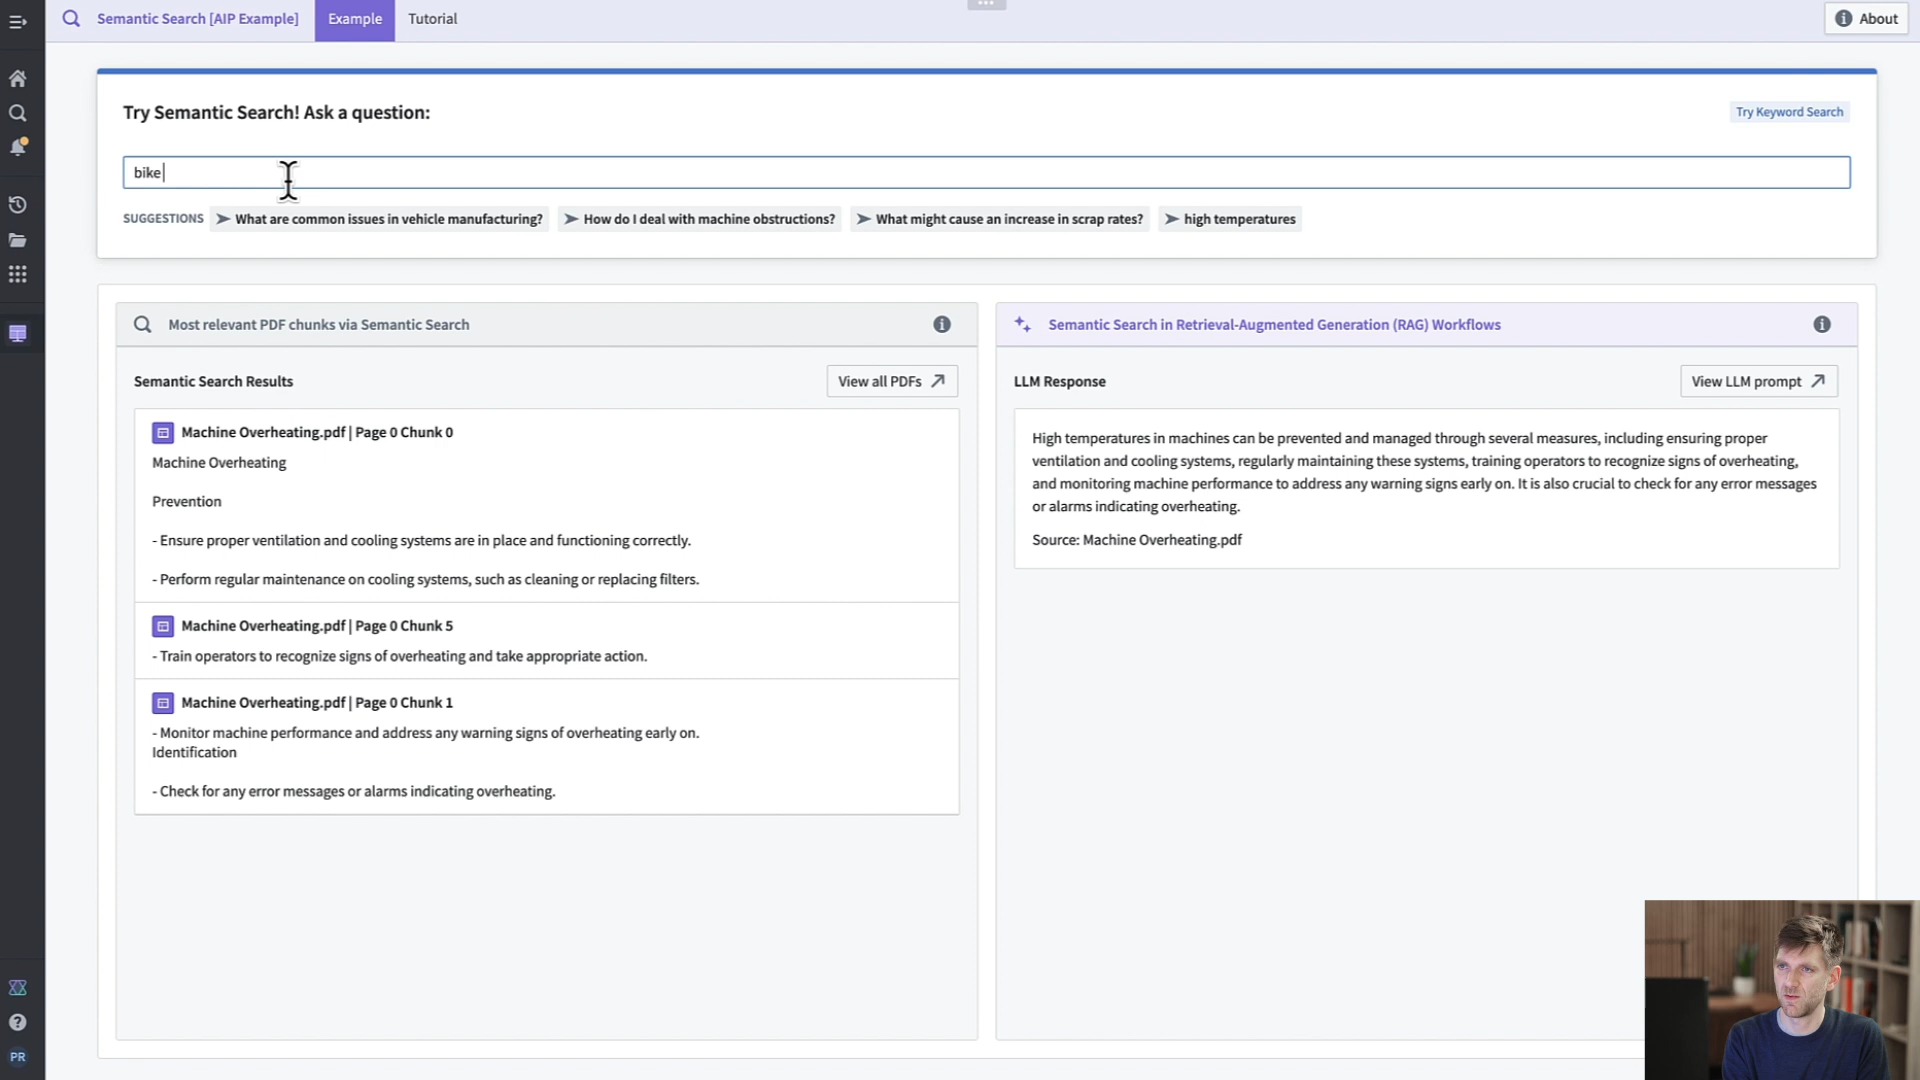 Semantic Search [AIP Example]
Example
Tutorial
About
Try Semantic Search! Ask a question:
Try Keyword Search
bike
SUGGESTIONS
What are common issues in vehicle manufacturing?
How do I deal with machine obstructions?
What might cause an increase in scrap rates?
high temperatures
Most relevant PDF chunks via Semantic Search
Semantic Search Results
View all PDFs
Machine Overheating.pdf | Page 0 Chunk 0
Machine Overheating
Prevention
- Ensure proper ventilation and cooling systems are in place and functioning correctly.
- Perform regular maintenance on cooling systems, such as cleaning or replacing filters.
Machine Overheating.pdf | Page 0 Chunk 5
- Train operators to recognize signs of overheating and take appropriate action.
Machine Overheating.pdf | Page 0 Chunk 1
- Monitor machine performance and address any warning signs of overheating early on.
Identification
- Check for any error messages or alarms indicating overheating.
Semantic Search in Retrieval-Augmented Generation (RAG) Workflows
LLM Response
View LLM prompt
High temperatures in machines can be prevented and managed through several measures, including ensuring proper
ventilation and cooling systems, regularly maintaining these systems, training operators to recognize signs of overheating,
and monitoring machine performance to address any warning signs early on. It is also crucial to check for any error messages
or alarms indicating overheating.
Source: Machine Overheating.pdf
PR